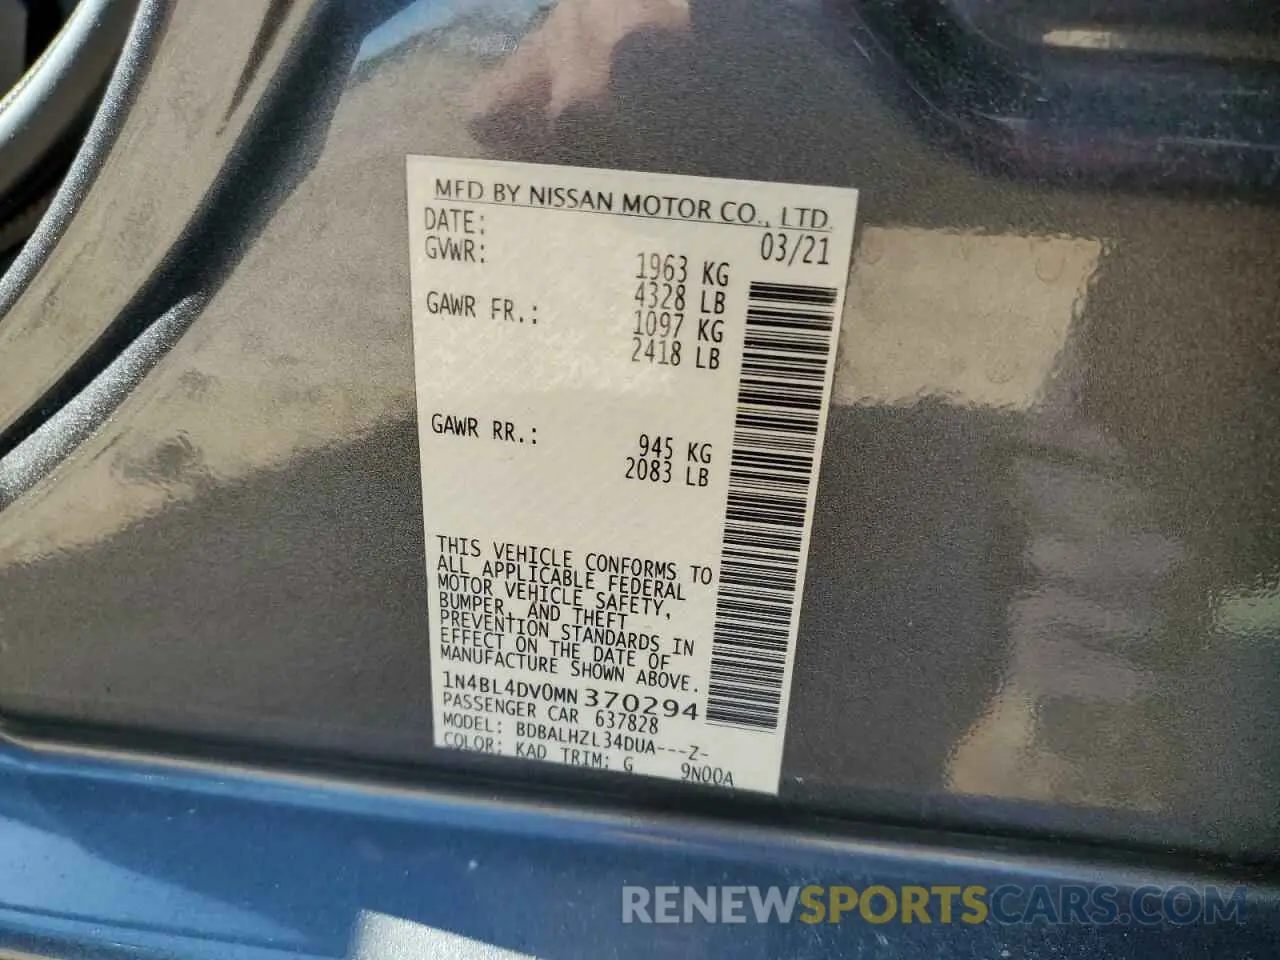 MFD BY NISSAN MOTOR CO., LTD.
DATE: 03/21
GVWR: 1963 KG
4328 LB
GAWR FR.: 1097 KG
2418 LB
GAWR RR.: 945 KG
2083 LB
THIS VEHICLE CONFORMS TO
ALL APPLICABLE FEDERAL
MOTOR VEHICLE SAFETY,
BUMPER, AND THEFT
PREVENTION STANDARDS IN
EFFECT ON THE DATE OF
MANUFACTURE SHOWN ABOVE.
1N4BL4DV0MN370294
PASSENGER CAR 637828
MODEL: BDBALHZL34DUA---Z-
COLOR: KAD TRIM: G 9N00A
RENEWSPORTSCARS.COM